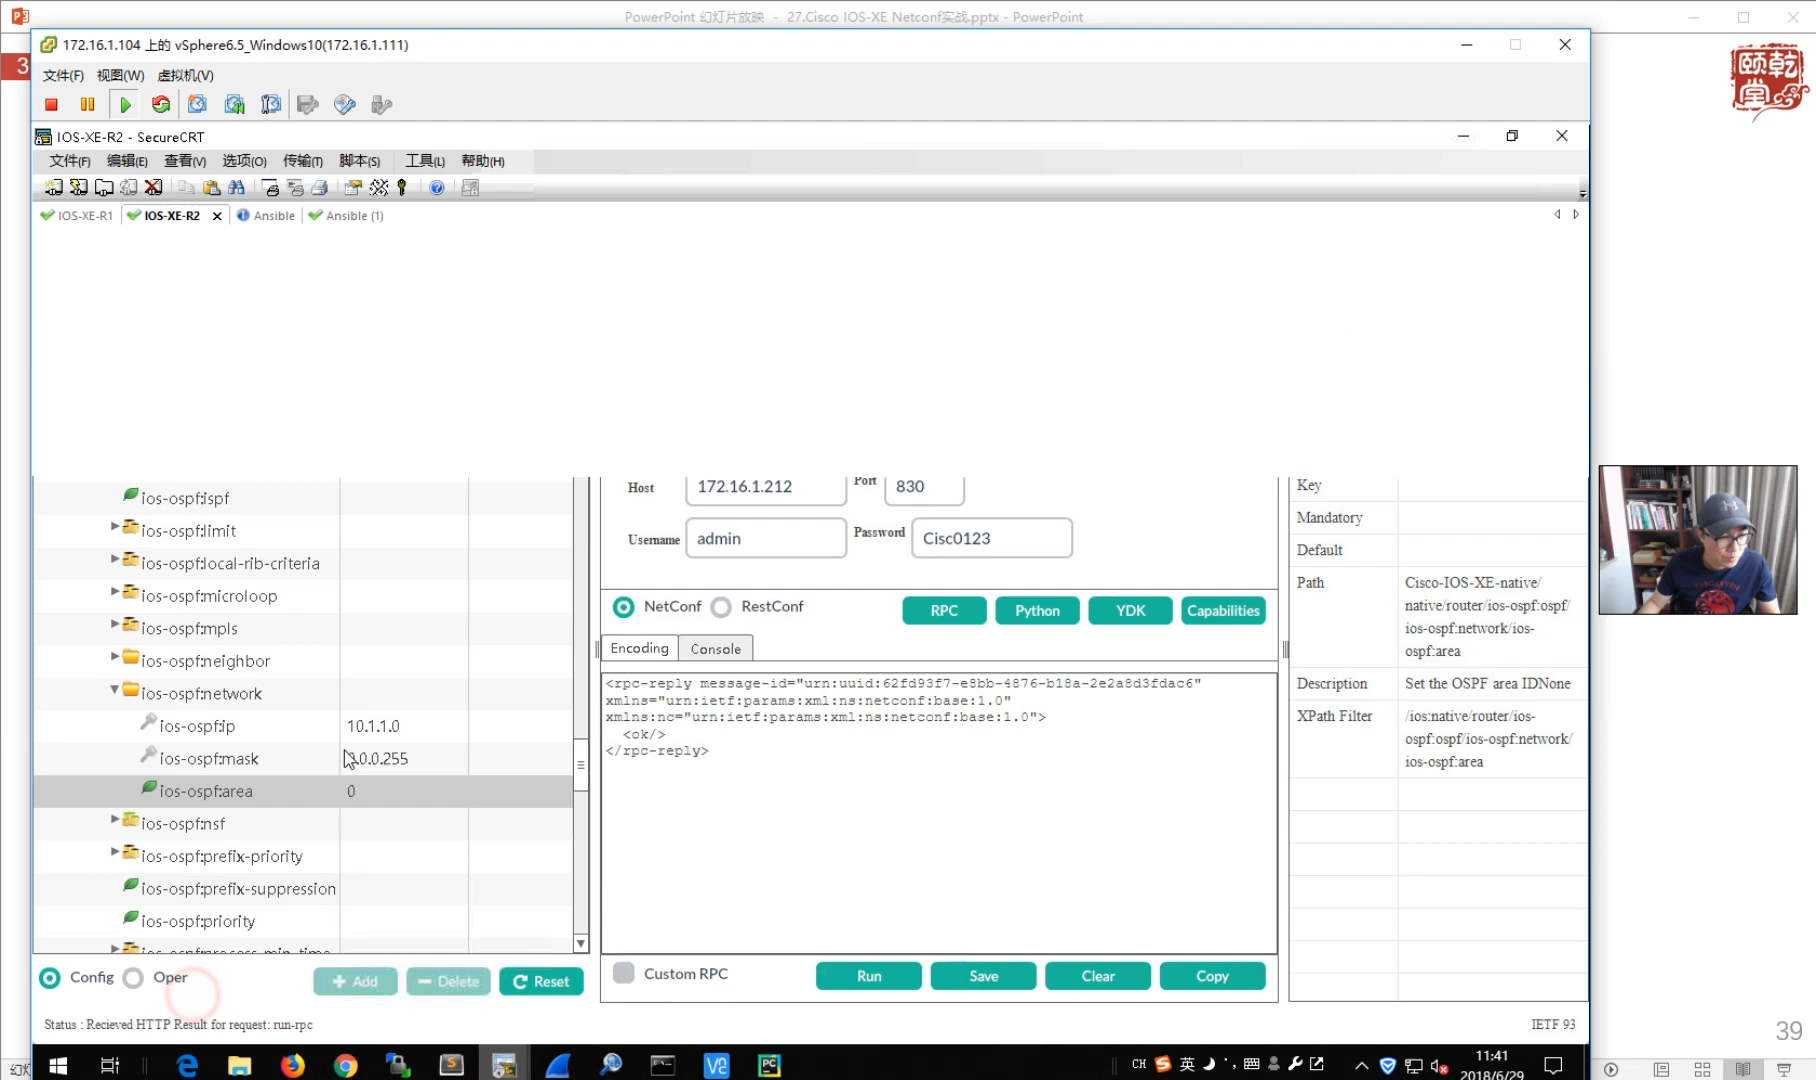 PowerPoint 幻灯片放映 - 27.Cisco IOS-XE Netconf实战.pptx - PowerPoint
172.16.1.104 上的 vSphere6.5_Windows10(172.16.1.111)
3
颐乾堂
文件(F) 视图(W) 虚拟机(V)
IOS-XE-R2 - SecureCRT
文件(F) 编辑(E) 查看(V) 选项(O) 传输(T) 脚本(S) 工具(L) 帮助(H)
IOS-XE-R1 IOS-XE-R2 Ansible Ansible (1)
ios-ospf:ispf
ios-ospf:limit
ios-ospf:local-rib-criteria
ios-ospf:microloop
ios-ospf:mpls
ios-ospf:neighbor
ios-ospf:network
ios-ospf:ip 10.1.1.0
ios-ospf:mask .0.0.255
ios-ospf:area 0
ios-ospf:nsf
ios-ospf:prefix-priority
ios-ospf:prefix-suppression
ios-ospf:priority
ios-ospf:process-min-time
Config Oper
+ Add − Delete Reset
Status : Recieved HTTP Result for request: run-rpc
Host 172.16.1.212 Port 830
Username admin Password Cisc0123
NetConf RestConf RPC Python YDK Capabilities
Encoding Console
<rpc-reply message-id="urn:uuid:62fd93f7-e8bb-4876-b18a-2e2a8d3fdac6"
xmlns="urn:ietf:params:xml:ns:netconf:base:1.0"
xmlns:nc="urn:ietf:params:xml:ns:netconf:base:1.0">
<ok/>
</rpc-reply>
Custom RPC Run Save Clear Copy
Key
Mandatory
Default
Path Cisco-IOS-XE-native/
native/router/ios-ospf:ospf/
ios-ospf:network/ios-
ospf:area
Description Set the OSPF area IDNone
XPath Filter /ios:native/router/ios-
ospf:ospf/ios-ospf:network/
ios-ospf:area
IETF 93
39
CH 英 11:41
2018/6/29